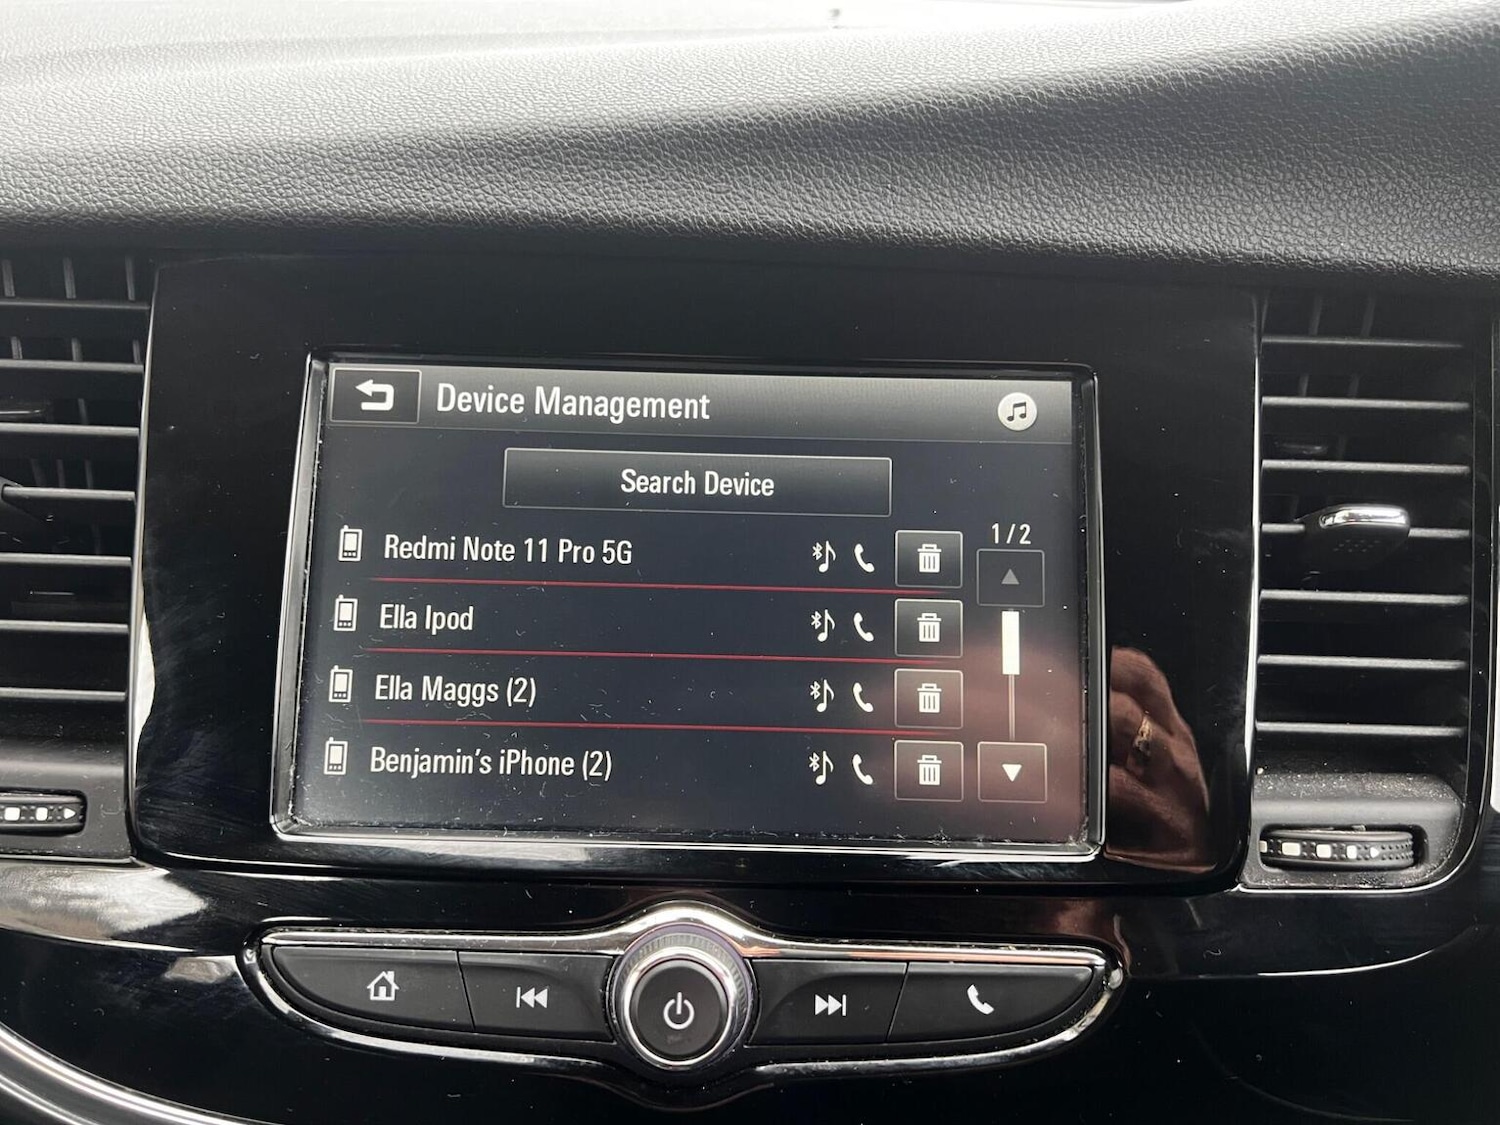 Device Management
Search Device
1/2
Redmi Note 11 Pro 5G
Ella Ipod
Ella Maggs (2)
Benjamin's iPhone (2)